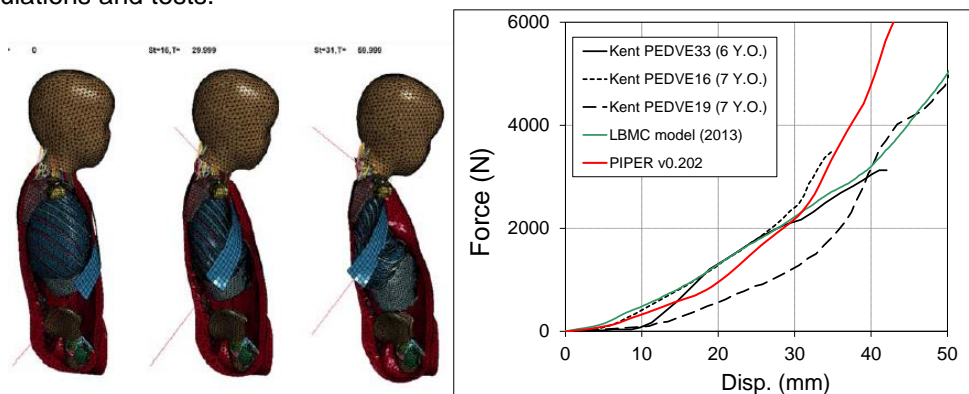 diations and tests.
0
St=16,T= 29.999
St=31,T= 59.999
6000
4000
2000
0
Force (N)
Kent PEDVE33 (6 Y.O.)
Kent PEDVE16 (7 Y.O.)
Kent PEDVE19 (7 Y.O.)
LBMC model (2013)
PIPER v0.202
0 10 20 30 40 50
Disp. (mm)